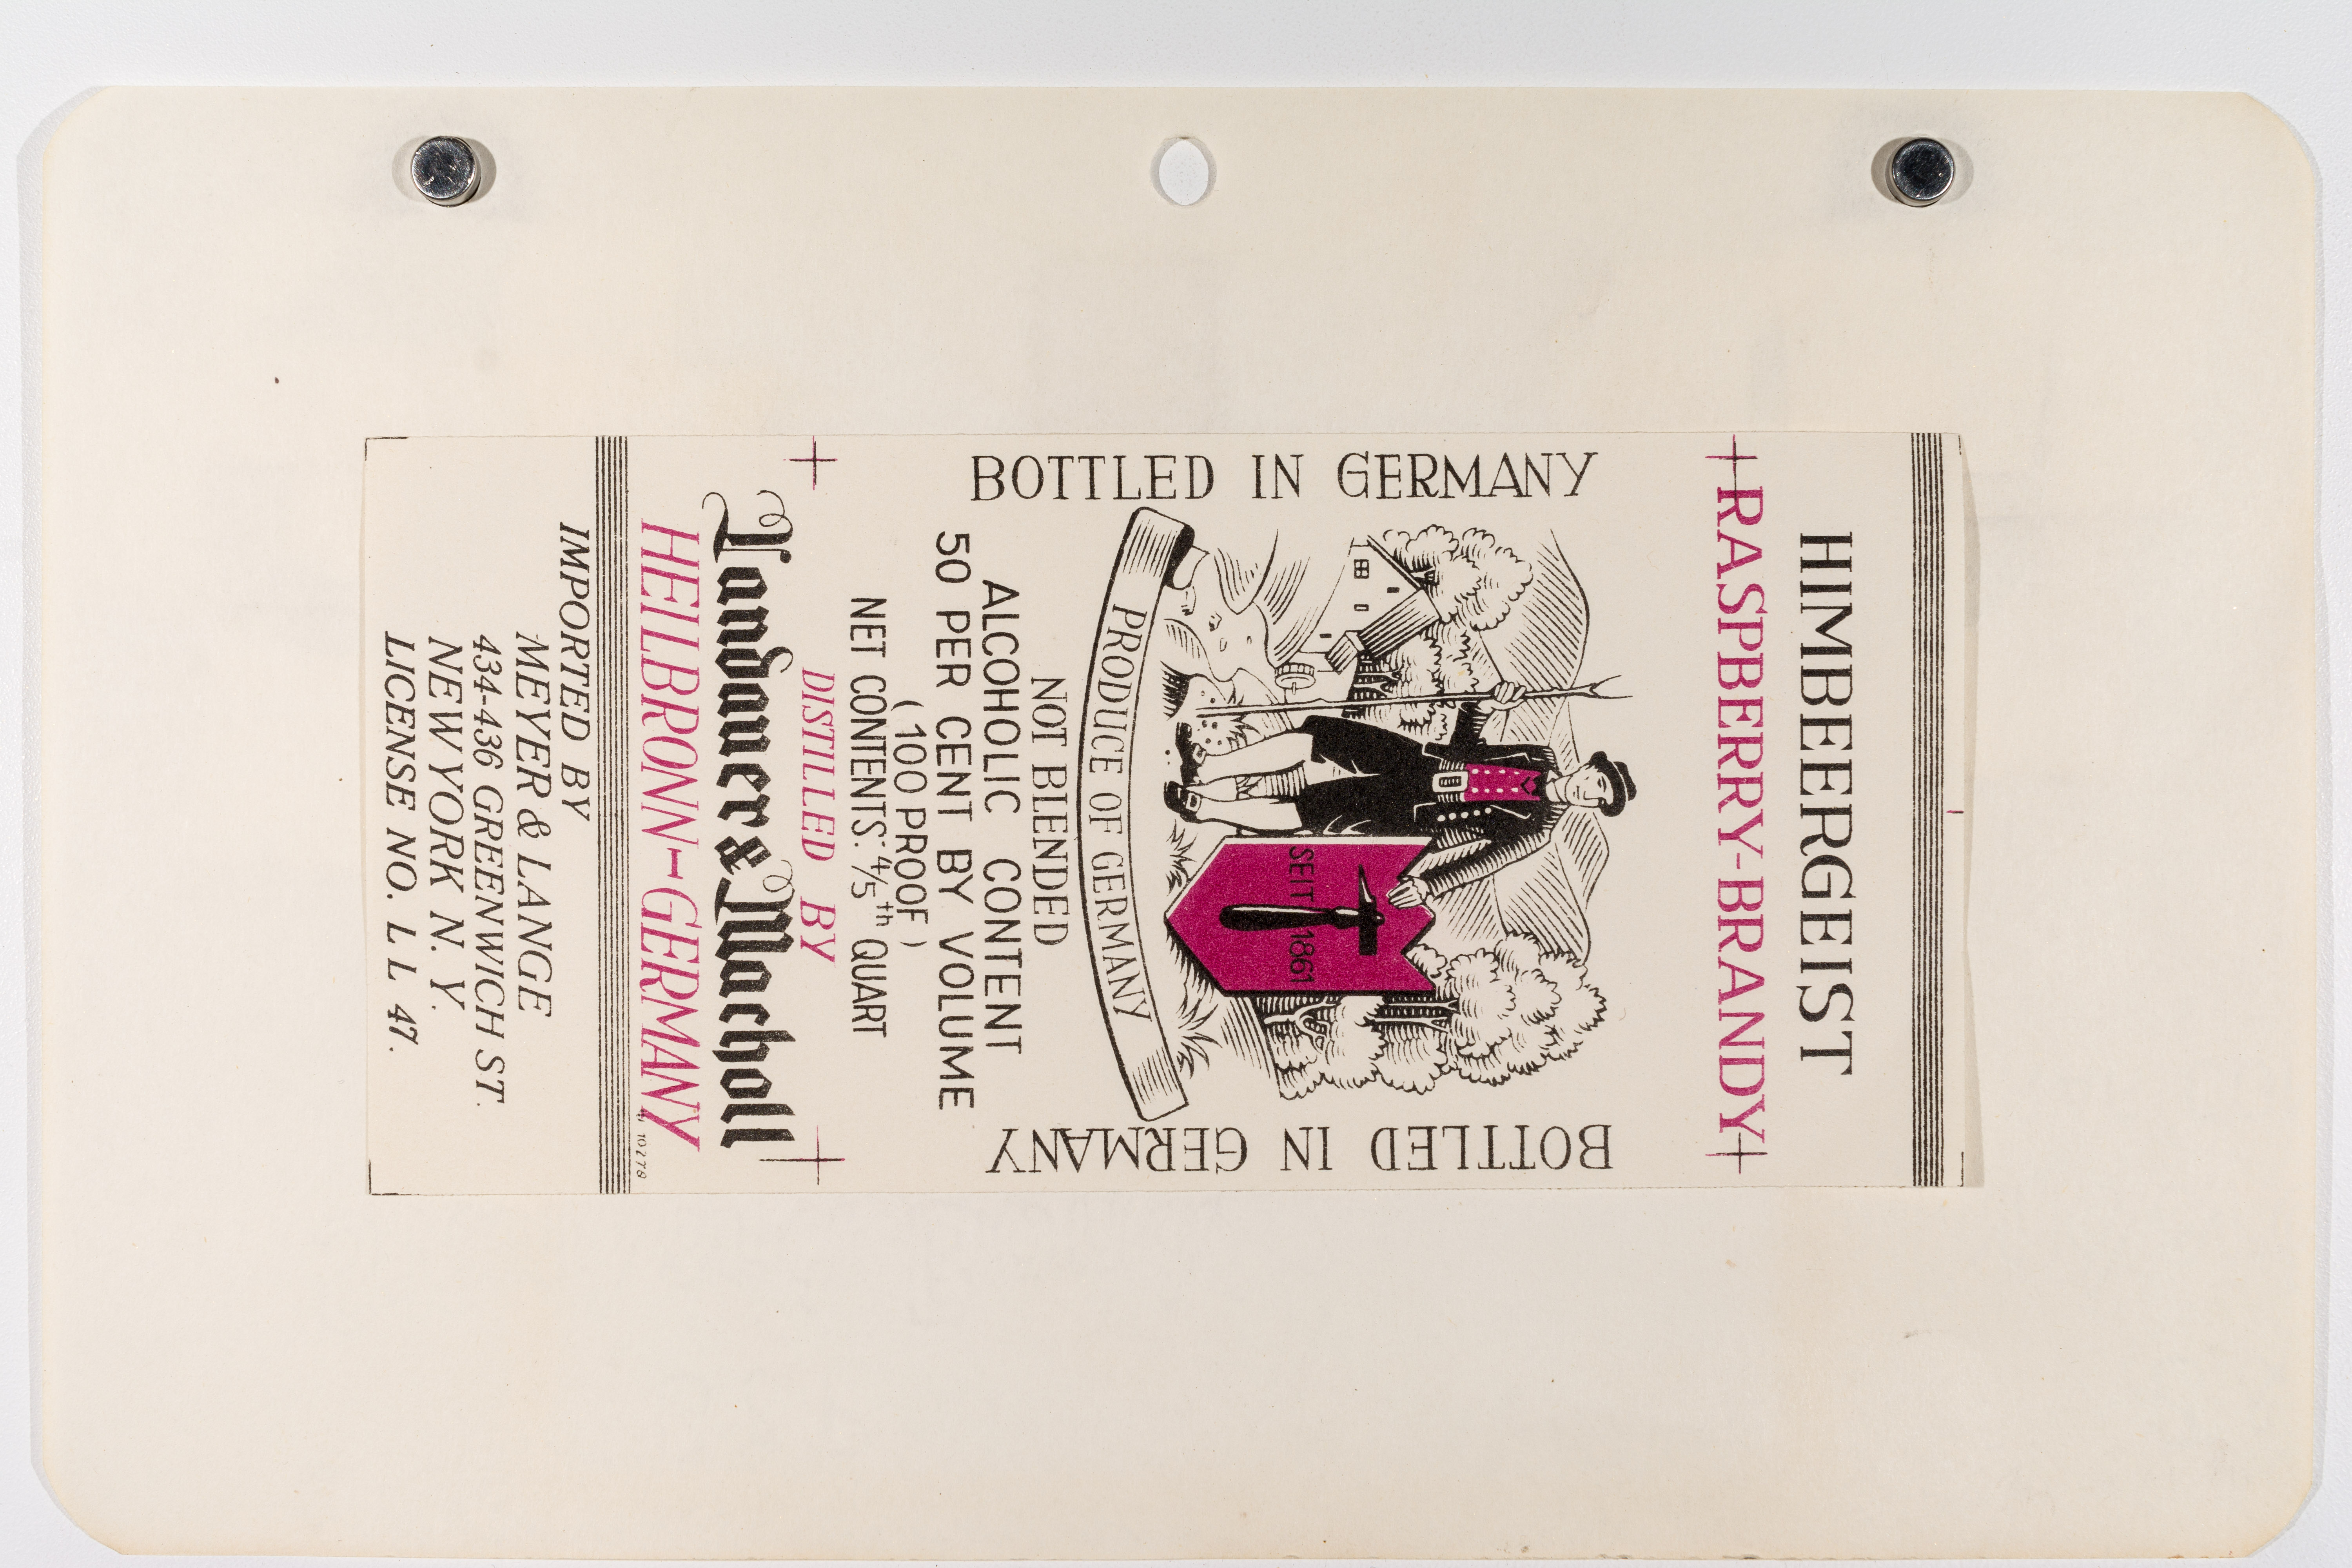 HIMBEERGEIST
RASPBERRY-BRANDY
BOTTLED IN GERMANY
BOTTLED IN GERMANY
SEIT 1861
PRODUCE OF GERMANY
NOT BLENDED
ALCOHOLIC CONTENT
50 PER CENT BY VOLUME
(100 PROOF)
NET CONTENTS: 4/5th QUART
DISTILLED BY
Landauer & Macholl
HEILBRONN-GERMANY
10278
IMPORTED BY
MEYER & LANGE
434-436 GREENWICH ST.
NEW YORK N. Y.
LICENSE NO. L L 47.